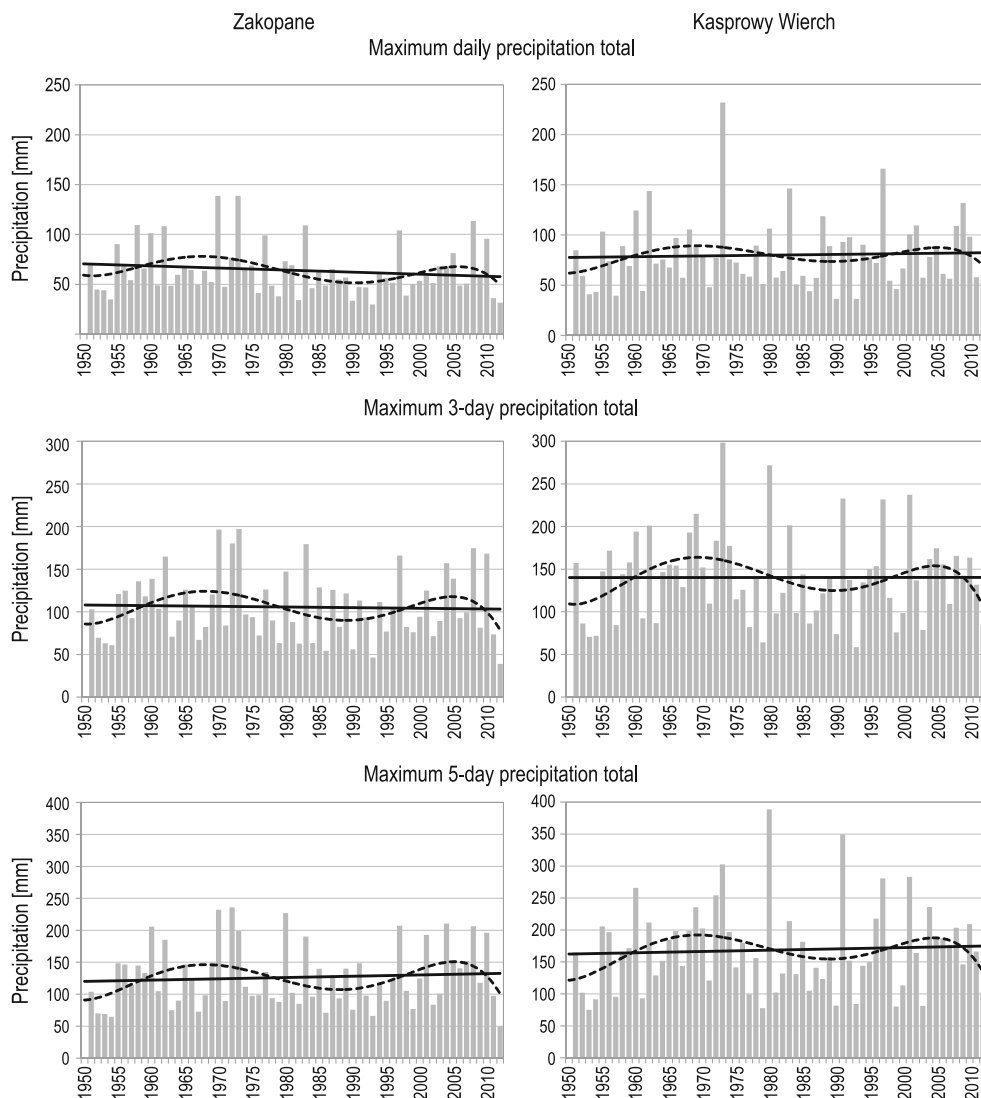 Zakopane Kasprowy Wierch
Maximum daily precipitation total
Precipitation [mm]
250 200 150 100 50
1950 1955 1960 1965 1970 1975 1980 1985 1990 1995 2000 2005 2010
250 200 150 100 50 0
1950 1955 1960 1965 1970 1975 1980 1985 1990 1995 2000 2005 2010
Maximum 3-day precipitation total
Precipitation [mm]
300 250 200 150 100 50 0
1950 1955 1960 1965 1970 1975 1980 1985 1990 1995 2000 2005 2010
300 250 200 150 100 50 0
1950 1955 1960 1965 1970 1975 1980 1985 1990 1995 2000 2005 2010
Maximum 5-day precipitation total
Precipitation [mm]
400 350 300 250 200 150 100 50 0
1950 1955 1960 1965 1970 1975 1980 1985 1990 1995 2000 2005 2010
400 350 300 250 200 150 100 50 0
1950 1955 1960 1965 1970 1975 1980 1985 1990 1995 2000 2005 2010